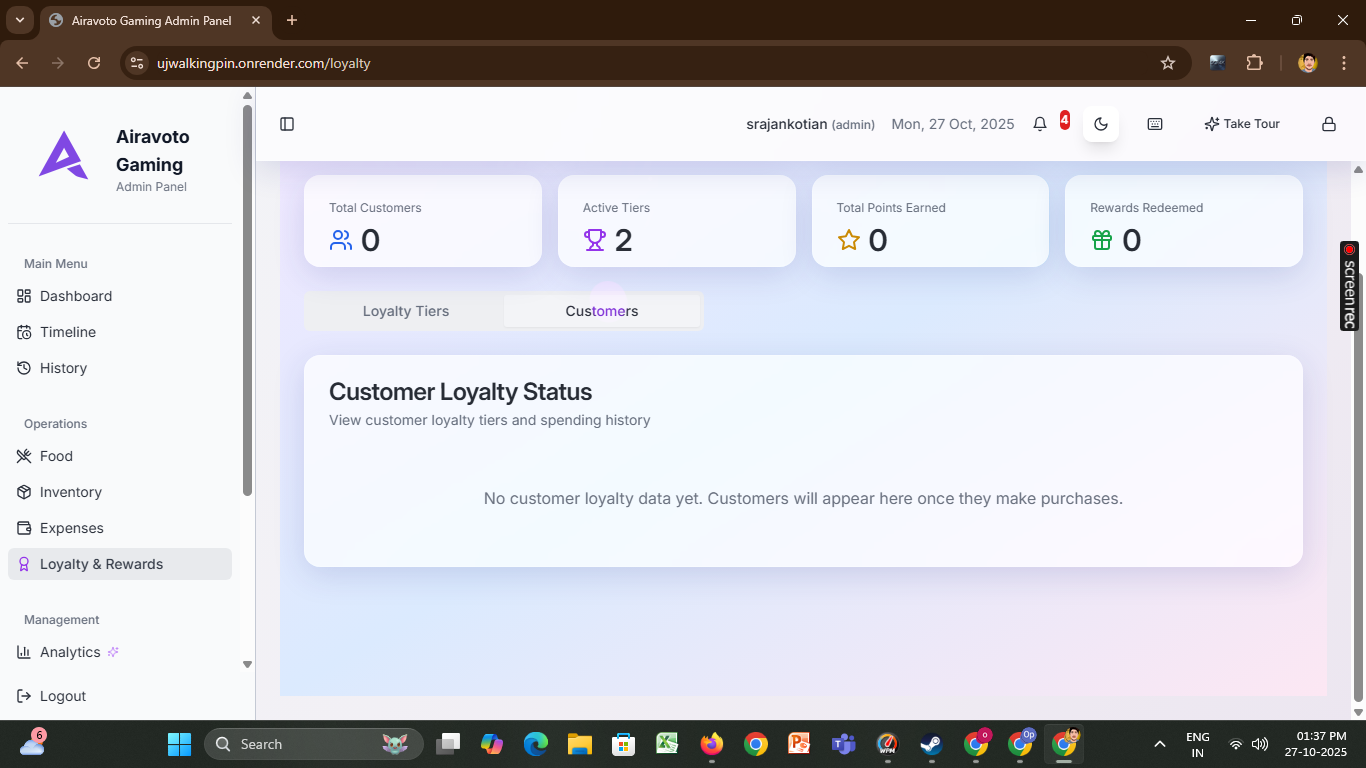 Airavoto Gaming Admin Panel
ujwalkingpin.onrender.com/loyalty
Airavoto
Gaming
Admin Panel
Main Menu
Dashboard
Timeline
History
Operations
Food
Inventory
Expenses
Loyalty & Rewards
Management
Analytics
Logout
srajankotian (admin) Mon, 27 Oct, 2025 4 Take Tour
Total Customers
0
Active Tiers
2
Total Points Earned
0
Rewards Redeemed
0
Loyalty Tiers Customers
Customer Loyalty Status
View customer loyalty tiers and spending history
No customer loyalty data yet. Customers will appear here once they make purchases.
screenrec
6
Search
WPM
O
Op
ENG
IN
01:37 PM
27-10-2025